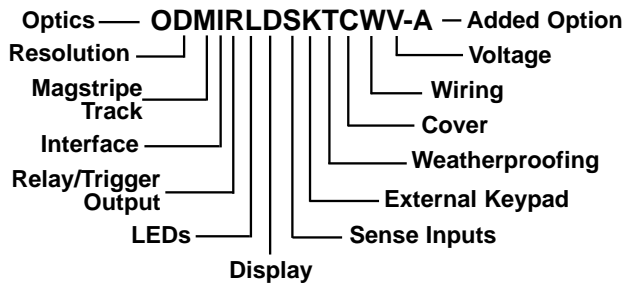 Optics — ODMIRLDSKTCWV-A — Added Option
Resolution
Voltage
Magstripe
Track
Wiring
Cover
Interface
Weatherproofing
Relay/Trigger
Output
External Keypad
LEDs
Sense Inputs
Display